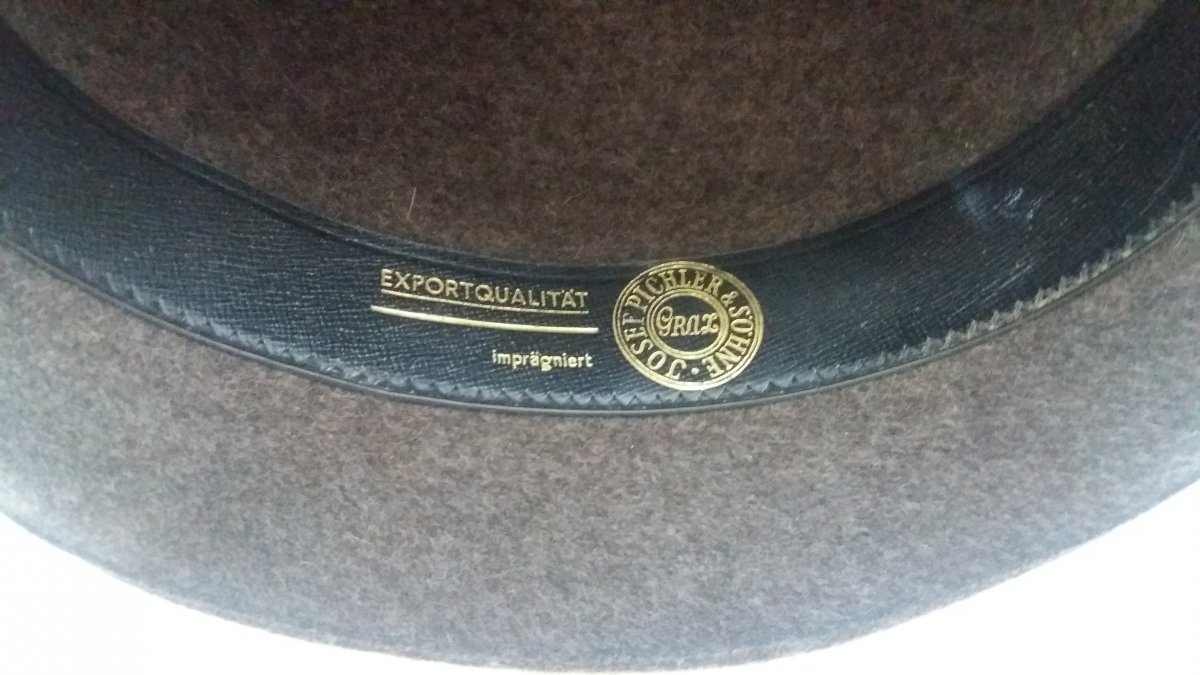 EXPORTQUALITÄT
imprägniert
JOSEF PICHLER & SÖHNE
GRAZ